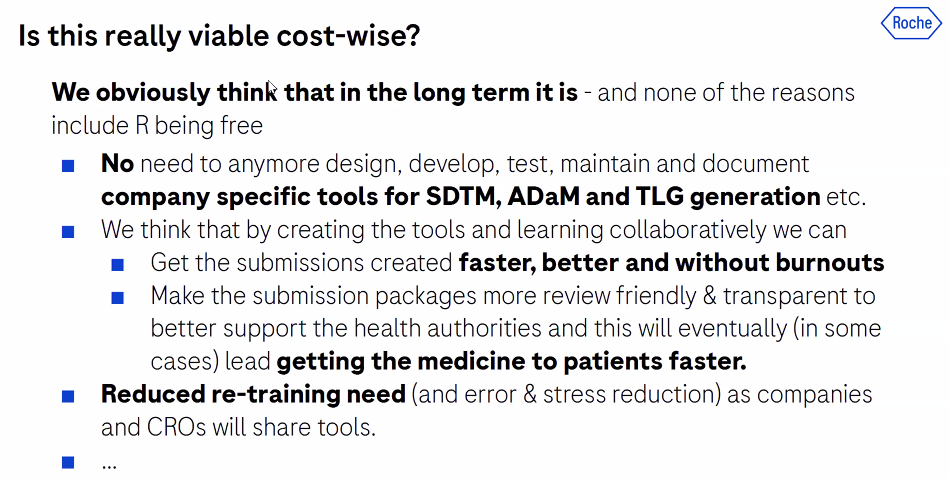 Is this really viable cost-wise?
Roche
We obviously think that in the long term it is - and none of the reasons
include R being free
■ No need to anymore design, develop, test, maintain and document
company specific tools for SDTM, ADaM and TLG generation etc.
■ We think that by creating the tools and learning collaboratively we can
■ Get the submissions created faster, better and without burnouts
■ Make the submission packages more review friendly & transparent to
better support the health authorities and this will eventually (in some
cases) lead getting the medicine to patients faster.
■ Reduced re-training need (and error & stress reduction) as companies
and CROs will share tools.
■ ...